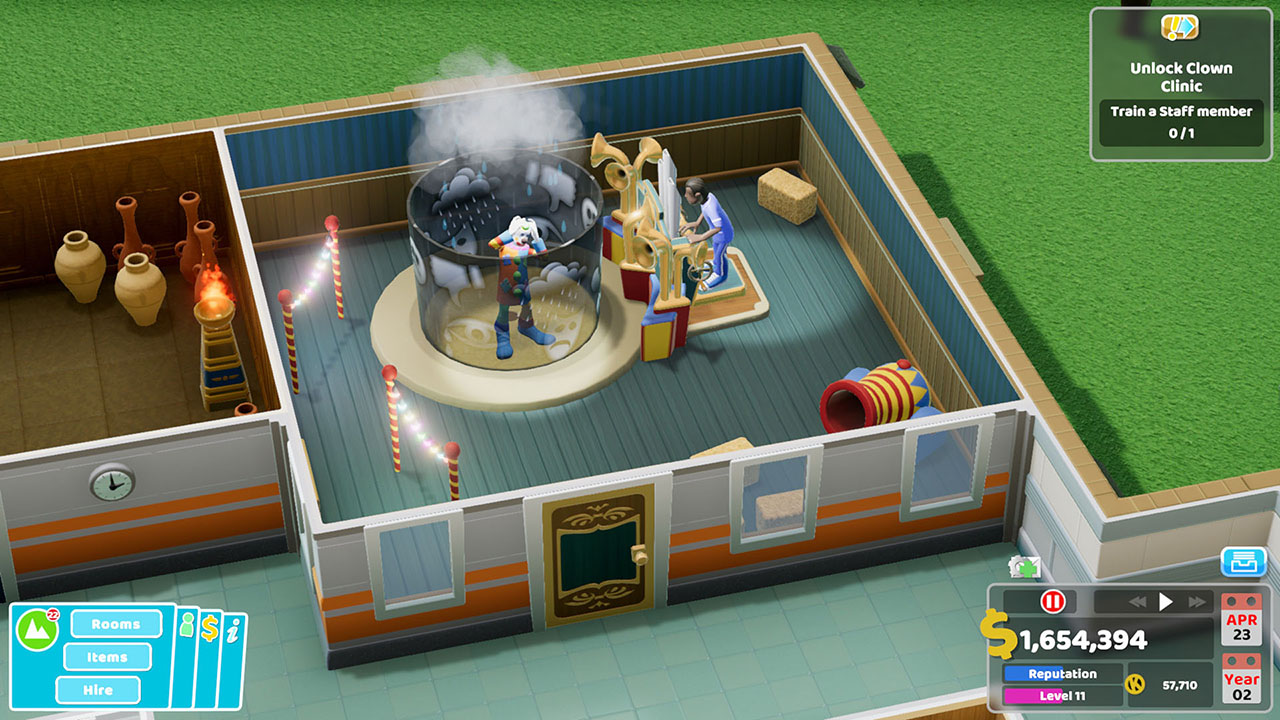 Unlock Clown
Clinic
Train a Staff member
0/1
22
Rooms
Items
Hire
$1,654,394
APR
23
Reputation
Level 11
K
57,710
Year
02